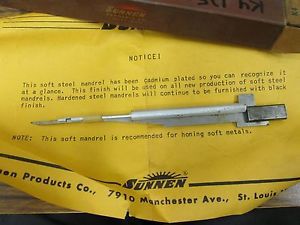 K4 175
SUNNEN
NOTICE!
This soft steel mandrel has been cadmium plated so you can recognize it
at a glance. This finish will be used on all new production of soft steel
mandrels. Hardened steel mandrels will continue to be furnished with black
finish.
NOTE: This soft mandrel is recommended for honing soft metals.
SUNNEN
nnen Products Co., 7910 Manchester Ave., St. Louis